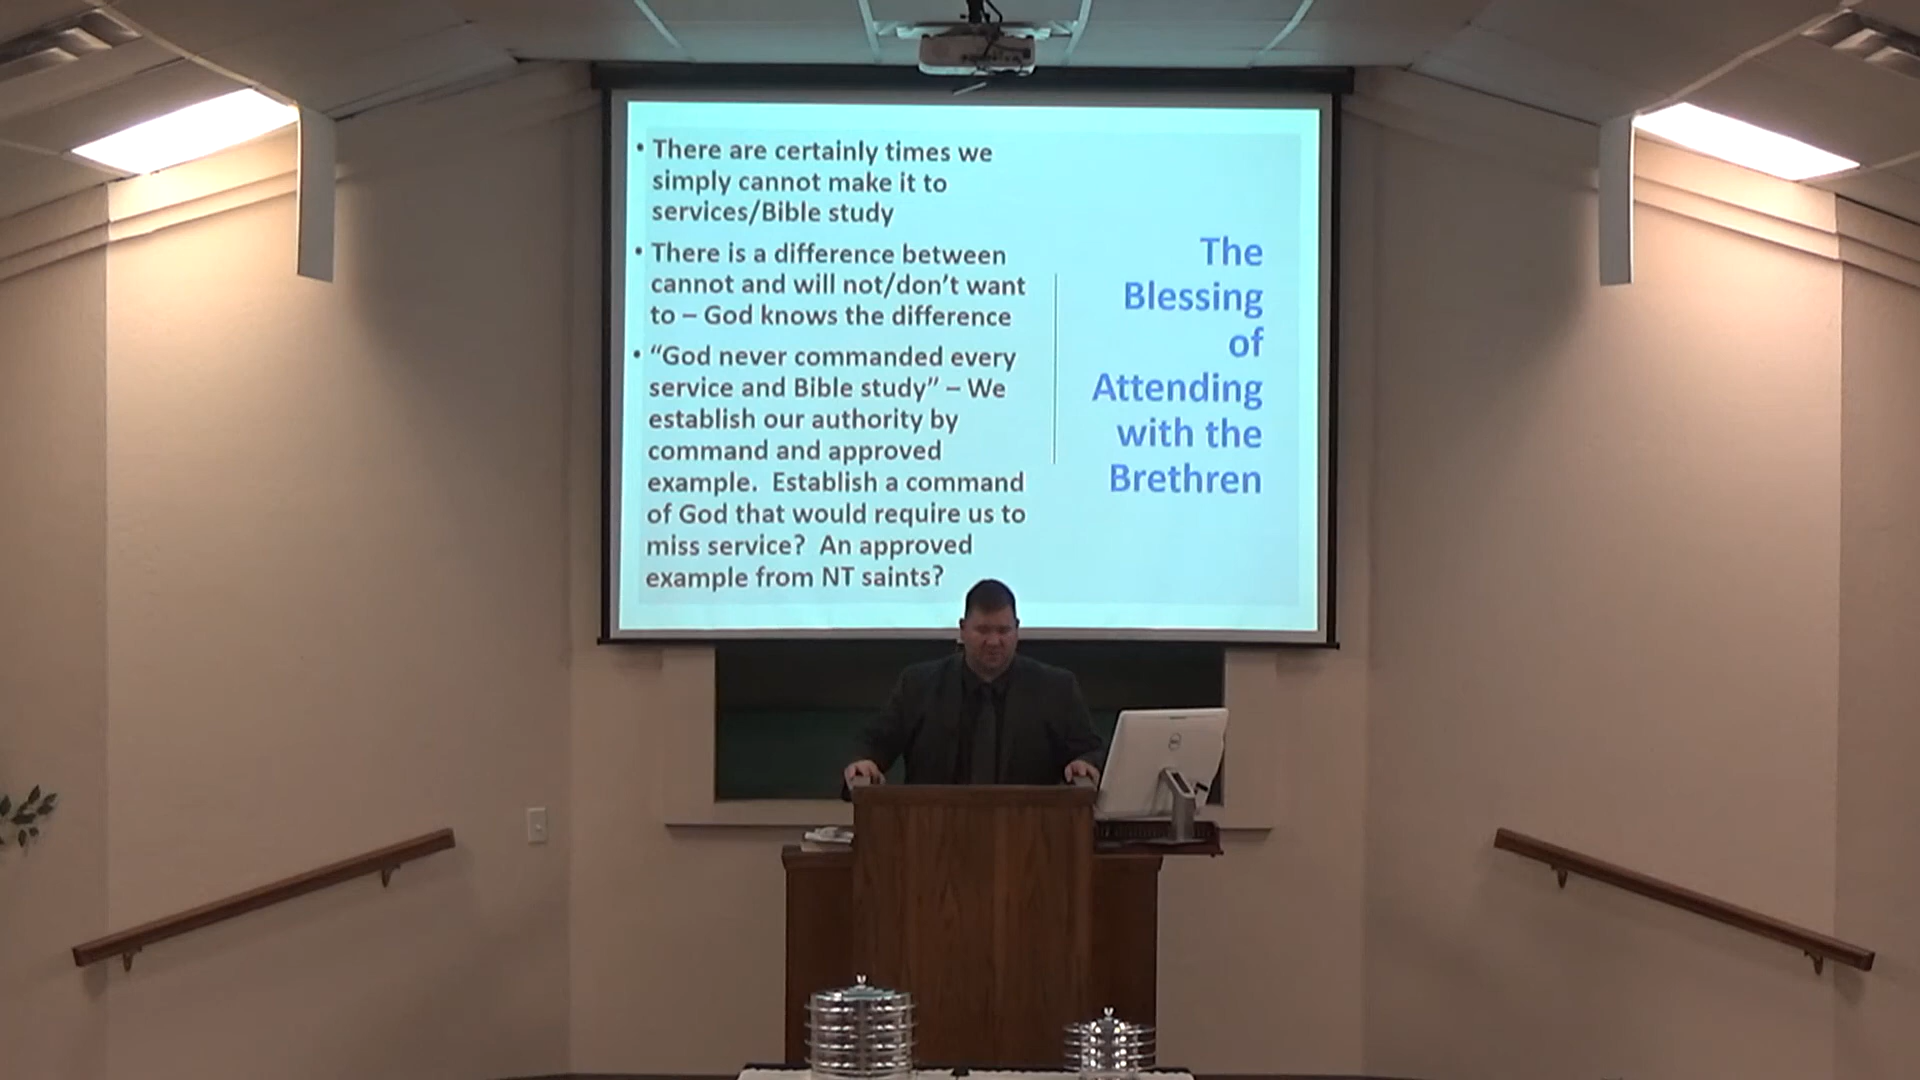 • There are certainly times we
simply cannot make it to
services/Bible study
• There is a difference between
cannot and will not/don't want
to – God knows the difference
• “God never commanded every
service and Bible study” – We
establish our authority by
command and approved
example.  Establish a command
of God that would require us to
miss service?  An approved
example from NT saints?
The
Blessing
of
Attending
with the
Brethren